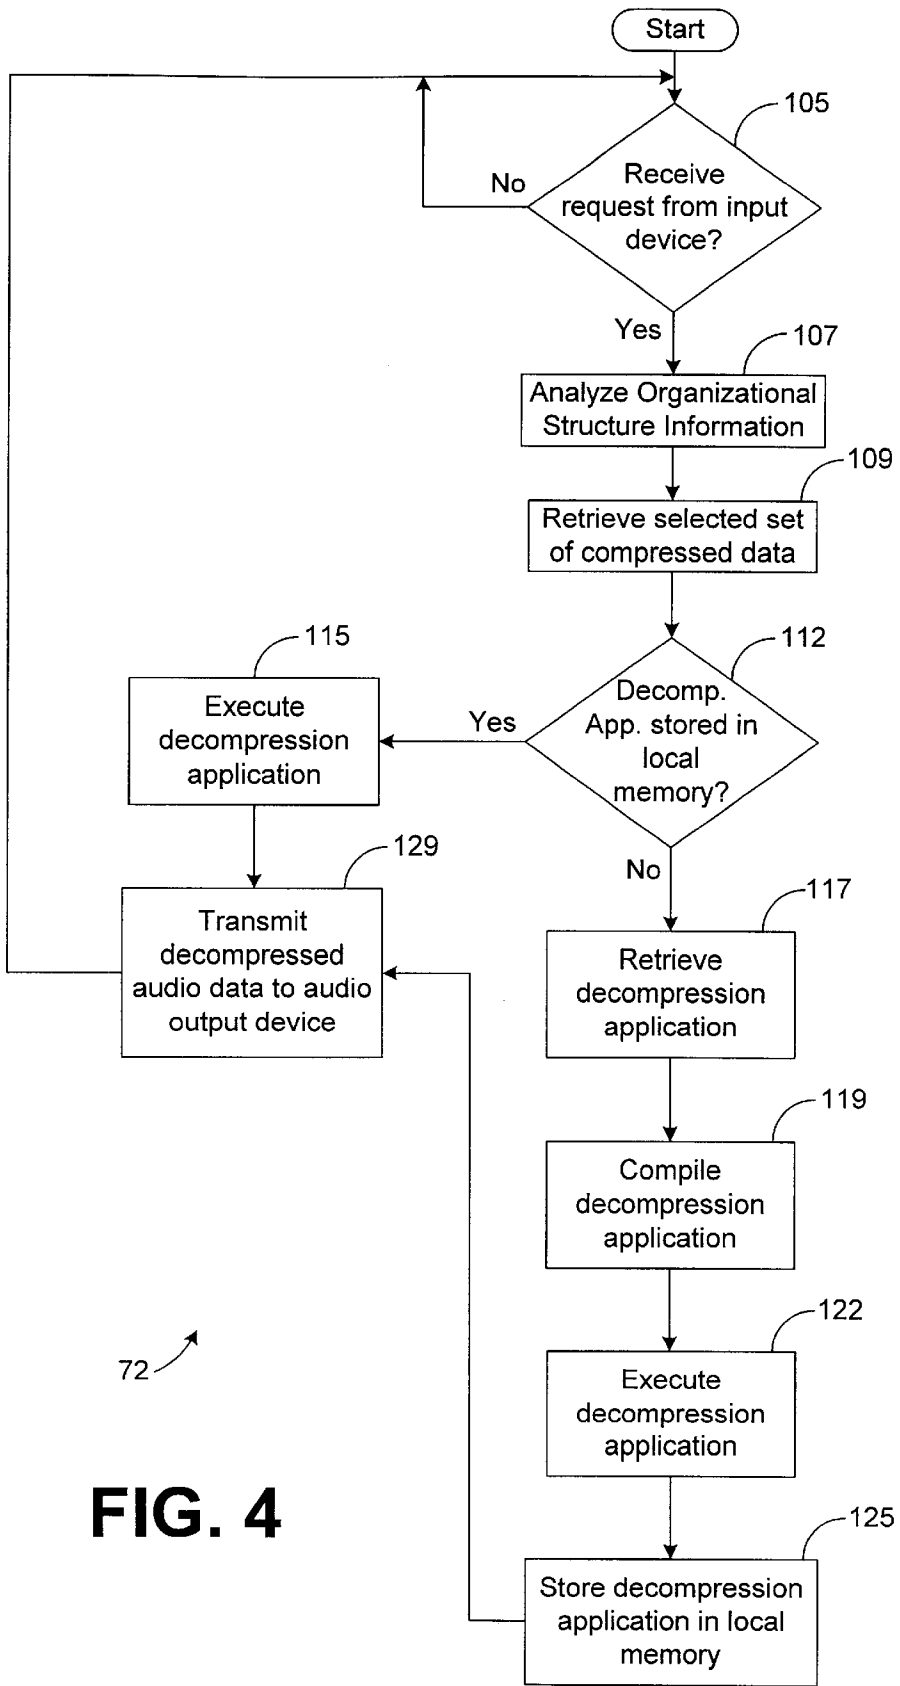 Start
105
Receive
request from input
device?
No
Yes
107
Analyze Organizational
Structure Information
109
Retrieve selected set
of compressed data
112
Decomp.
App. stored in
local
memory?
Yes
115
Execute
decompression
application
129
Transmit
decompressed
audio data to audio
output device
No
117
Retrieve
decompression
application
119
Compile
decompression
application
122
Execute
decompression
application
72
125
Store decompression
application in local
memory
FIG. 4